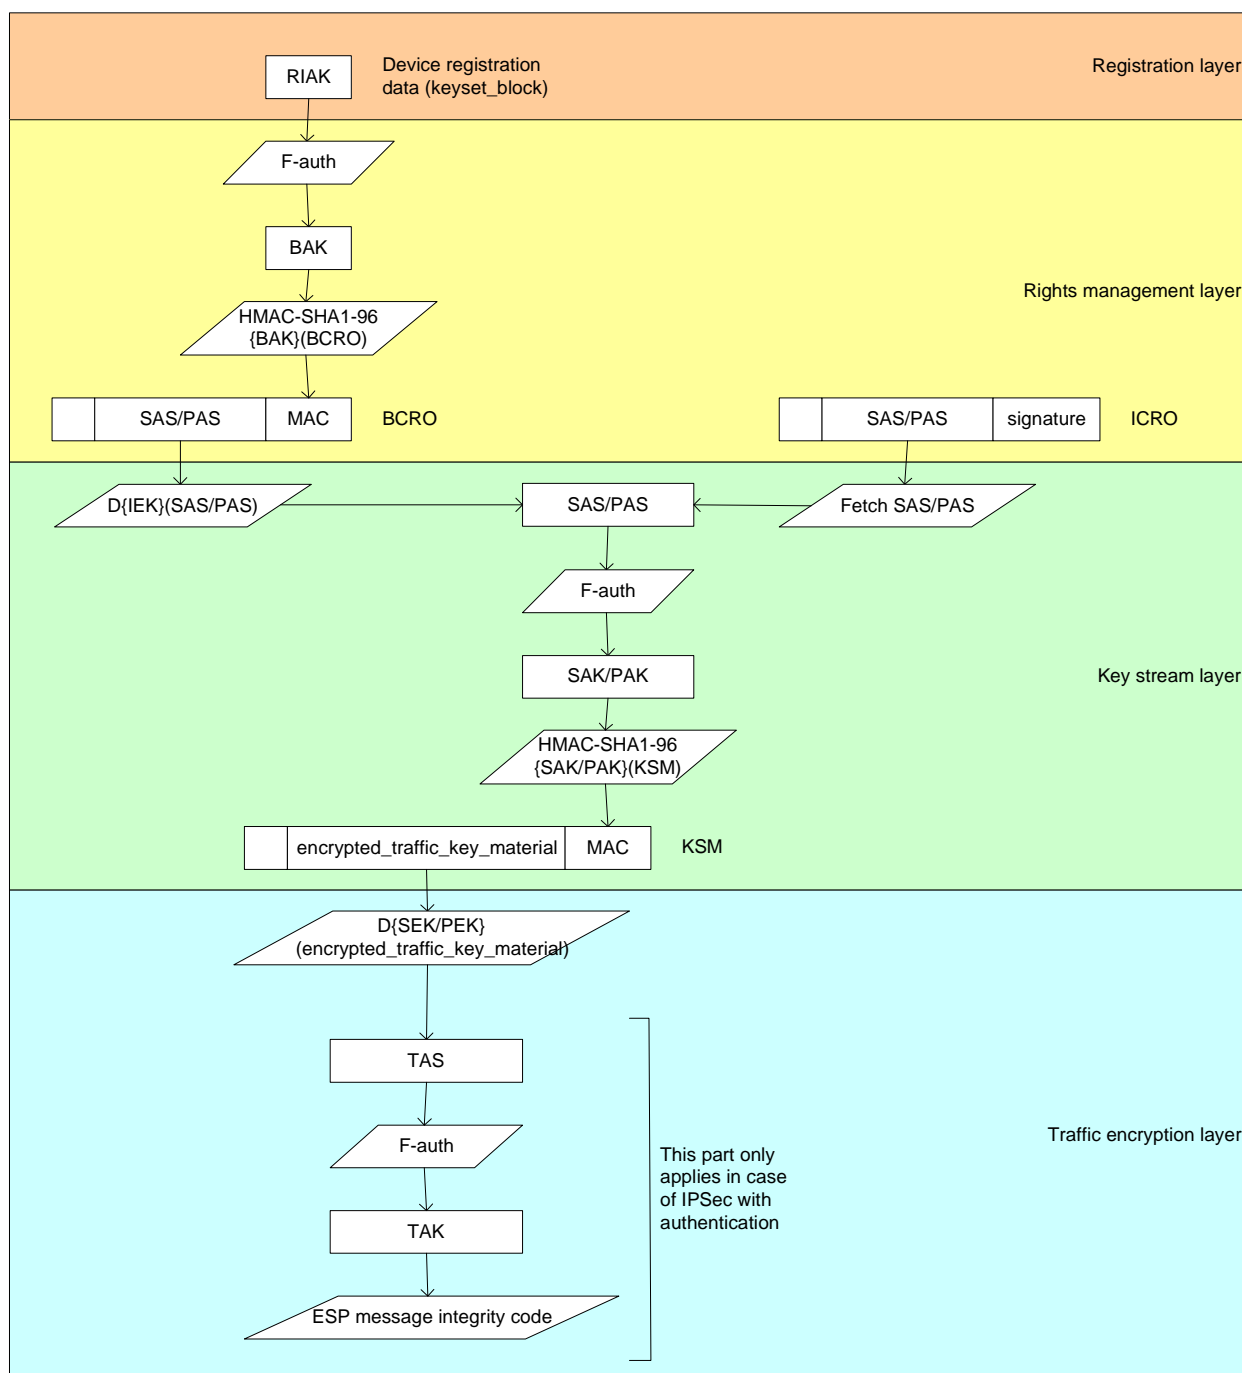 RIAK
Device registration
data (keyset_block)
Registration layer
F-auth
BAK
Rights management layer
HMAC-SHA1-96
{BAK}(BCRO)
SAS/PAS
MAC
BCRO
SAS/PAS
signature
ICRO
D{IEK}(SAS/PAS)
SAS/PAS
Fetch SAS/PAS
F-auth
SAK/PAK
Key stream layer
HMAC-SHA1-96
{SAK/PAK}(KSM)
encrypted_traffic_key_material
MAC
KSM
D{SEK/PEK}
(encrypted_traffic_key_material)
TAS
F-auth
Traffic encryption layer
This part only
applies in case
of IPSec with
authentication
TAK
ESP message integrity code